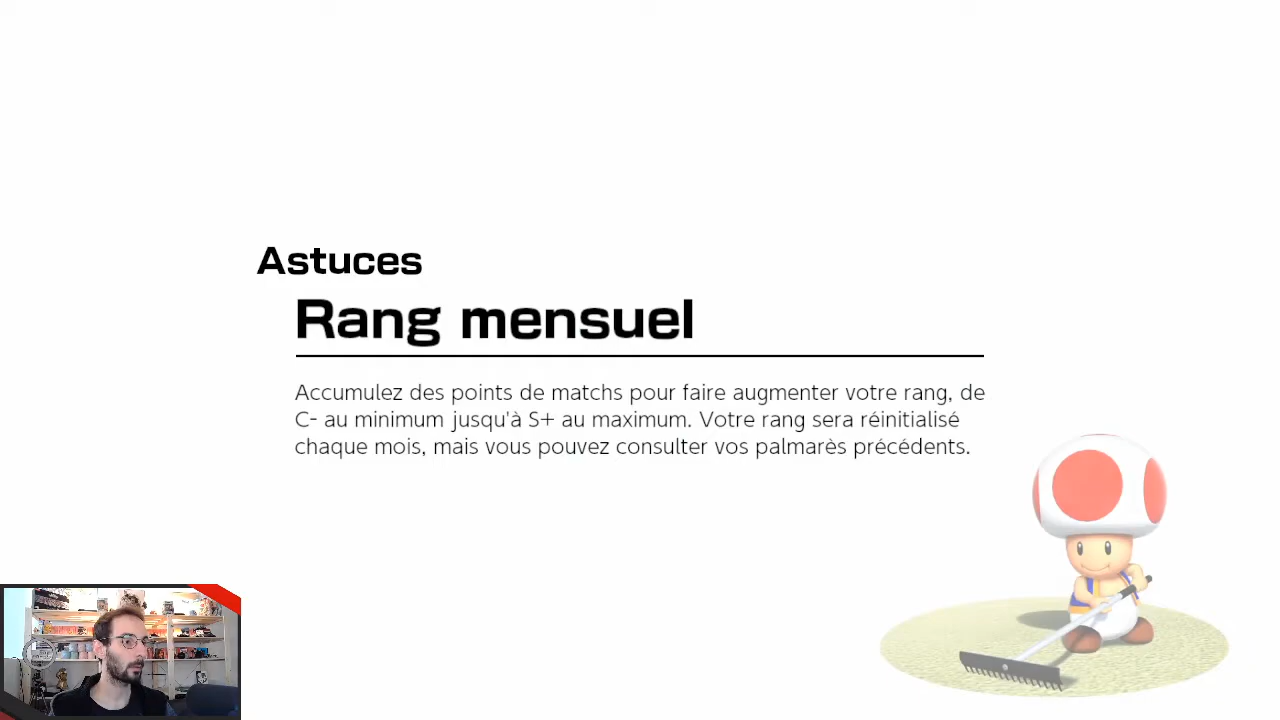 Astuces
Rang mensuel
Accumulez des points de matchs pour faire augmenter votre rang, de
C- au minimum jusqu'à S+ au maximum. Votre rang sera réinitialisé
chaque mois, mais vous pouvez consulter vos palmarès précédents.